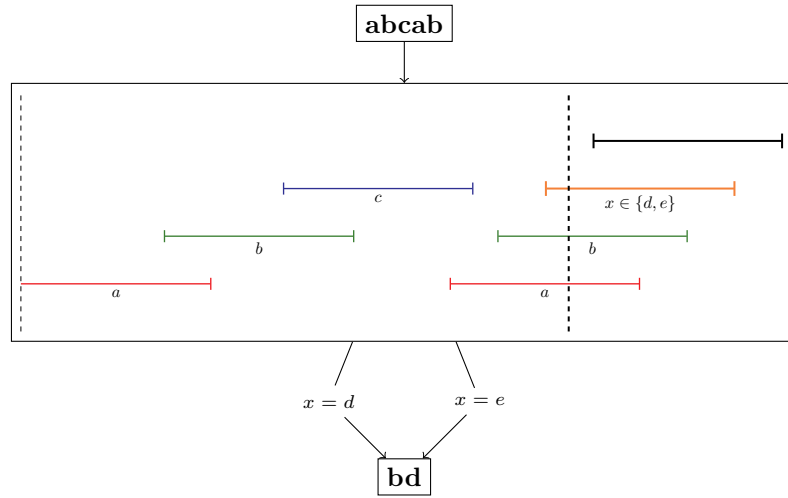 abcab
c
x ∈ {d, e}
b
b
a
a
x = d
x = e
bd